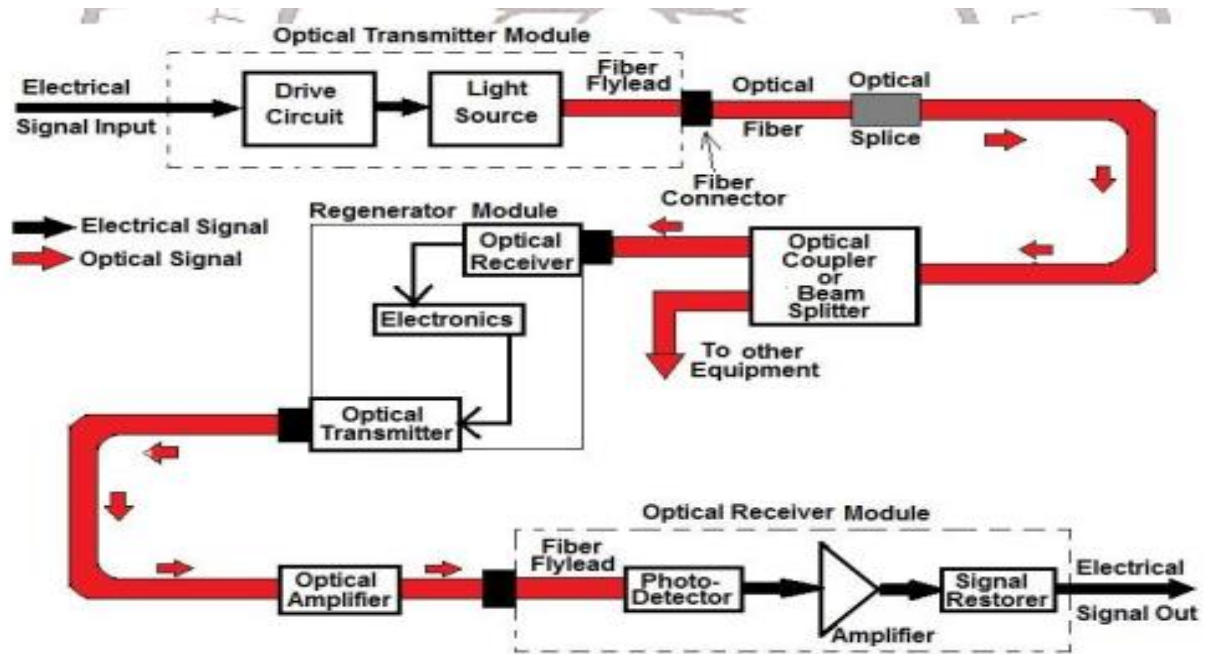 Optical Transmitter Module
Electrical
Signal Input
Drive
Circuit
Light
Source
Fiber
Flylead
Optical
Fiber
Optical
Splice
Fiber
Connector
Electrical Signal
Optical Signal
Regenerator Module
Optical
Receiver
Electronics
Optical
Transmitter
Optical
Coupler
or
Beam
Splitter
To other
Equipment
Optical
Amplifier
Optical Receiver Module
Fiber
Flylead
Photo-
Detector
Amplifier
Signal
Restorer
Electrical
Signal Out